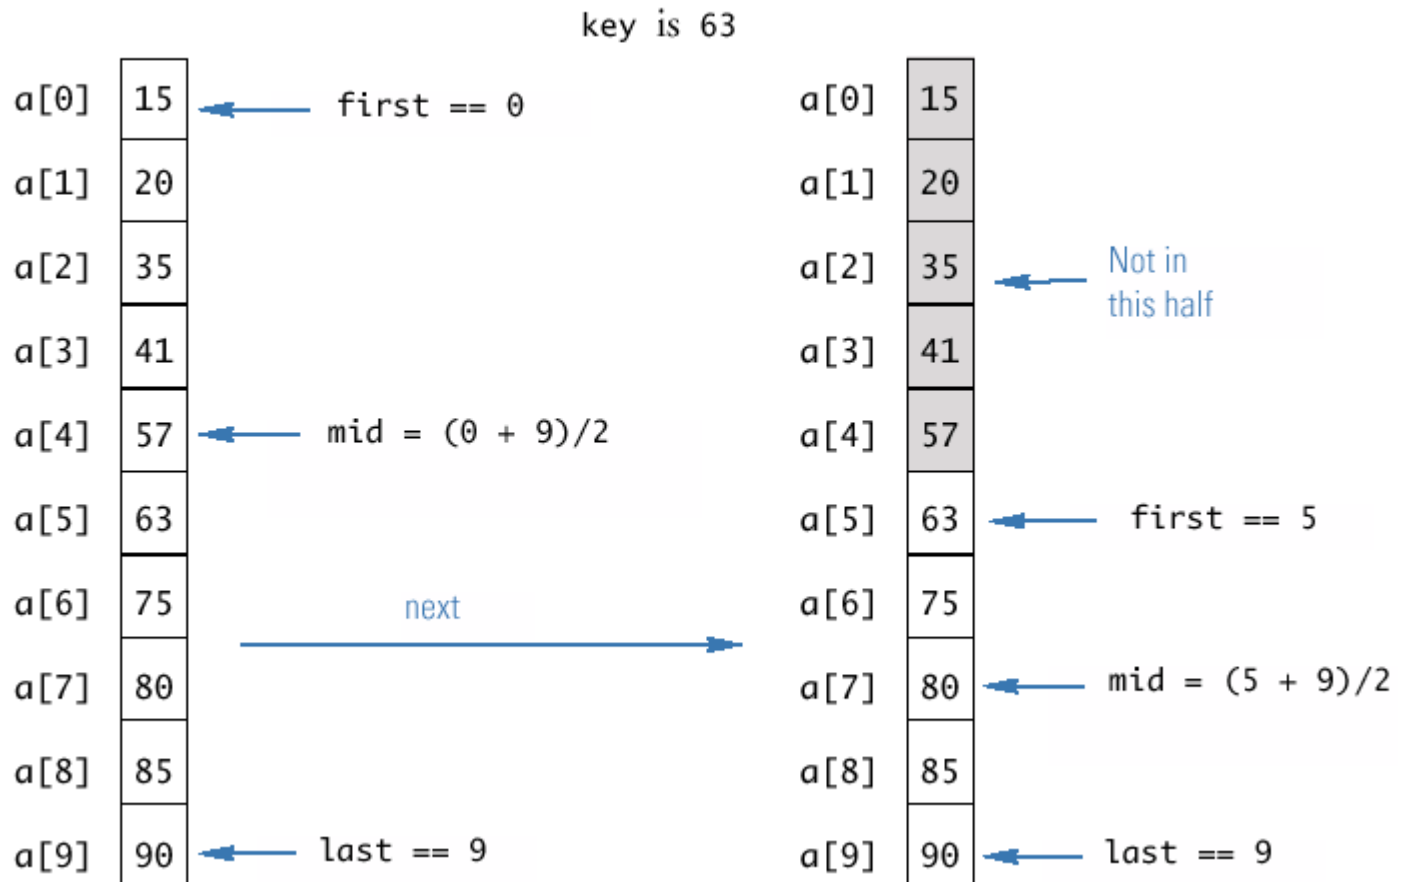 key is 63
a[0] 15 first == 0
a[1] 20
a[2] 35
a[3] 41
a[4] 57 mid = (0 + 9)/2
a[5] 63
a[6] 75
a[7] 80
a[8] 85
a[9] 90 last == 9
next
a[0] 15
a[1] 20
a[2] 35
Not in
this half
a[3] 41
a[4] 57
a[5] 63 first == 5
a[6] 75
a[7] 80 mid = (5 + 9)/2
a[8] 85
a[9] 90 last == 9